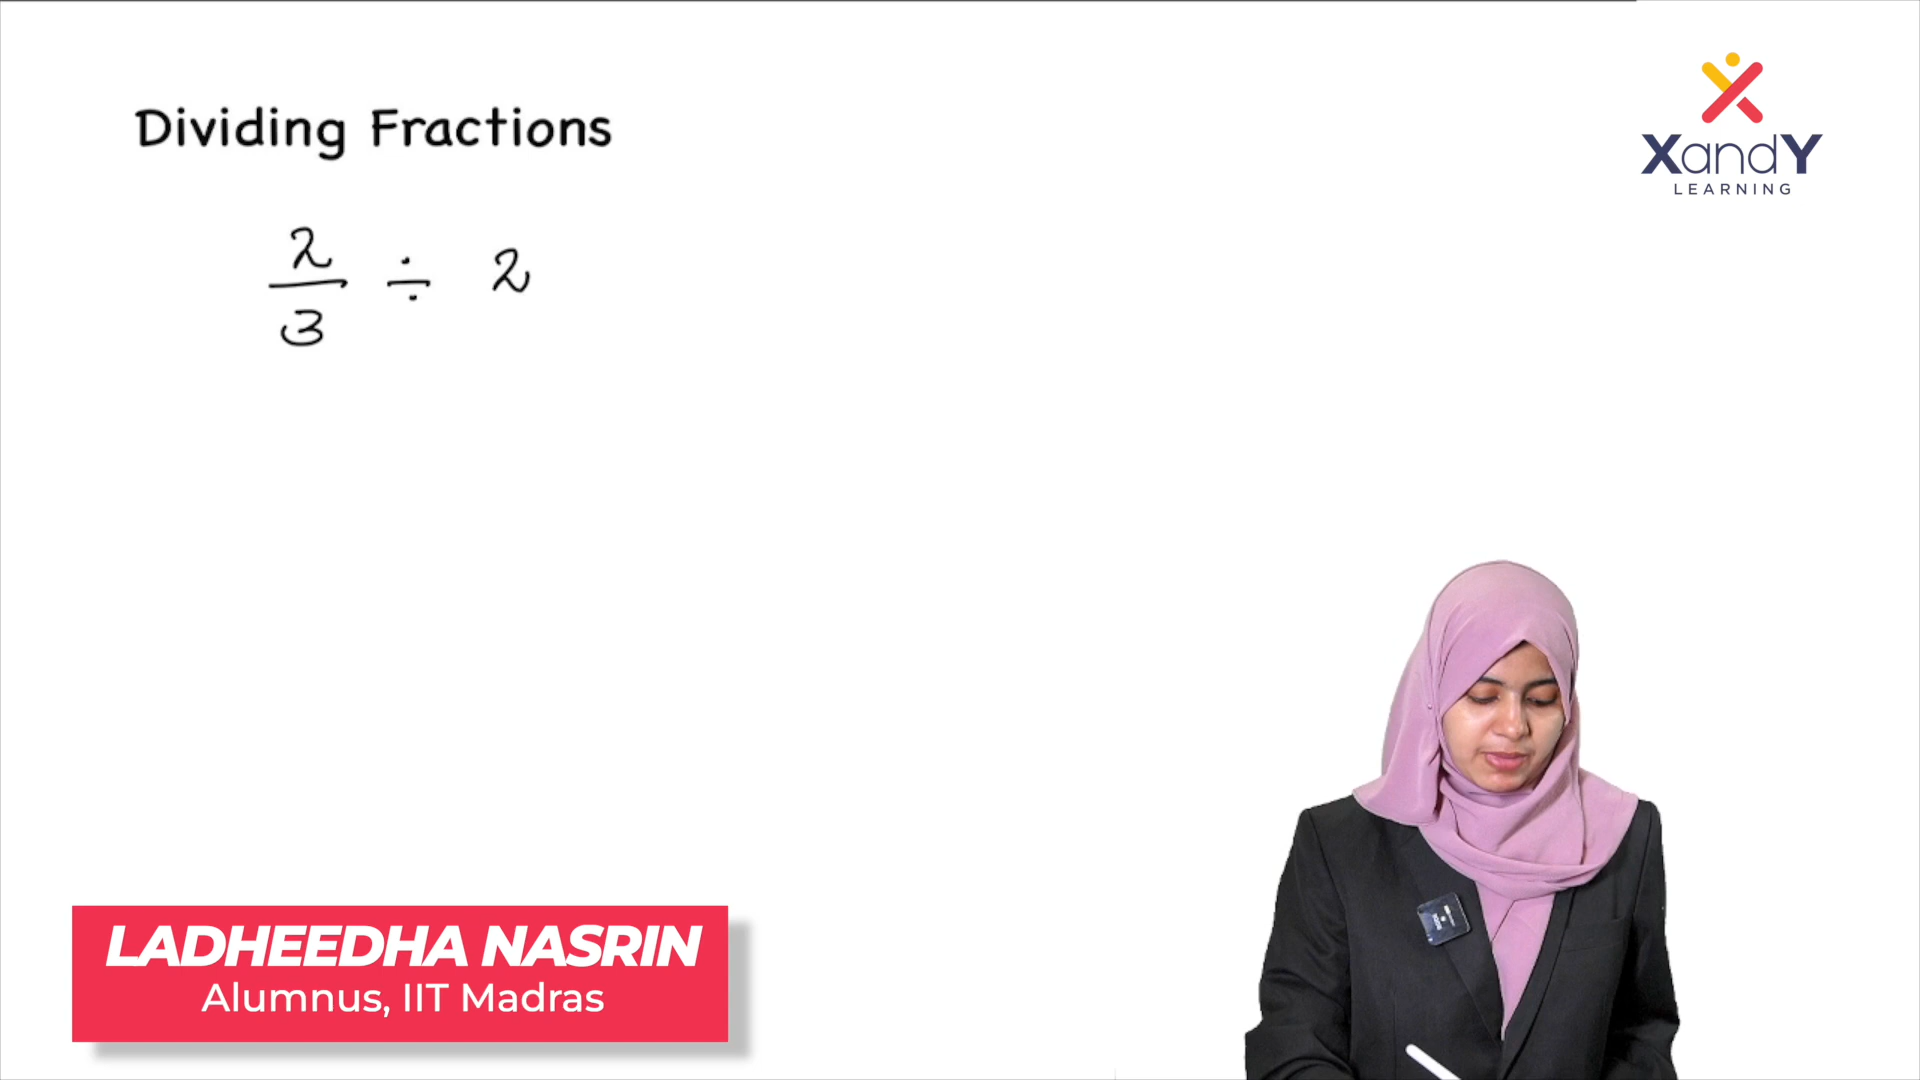 Dividing Fractions
XandY
LEARNING
2/3 ÷ 2
LADHEEDHA NASRIN
Alumnus, IIT Madras